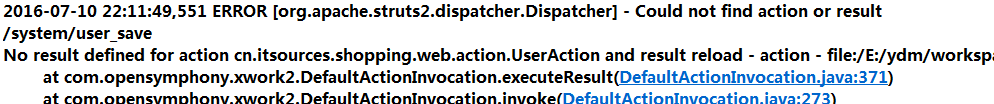 2016-07-10 22:11:49,551 ERROR [org.apache.struts2.dispatcher.Dispatcher] - Could not find action or result
/system/user_save
No result defined for action cn.itsources.shopping.web.action.UserAction and result reload - action - file:/E:/ydm/workspa
at com.opensymphony.xwork2.DefaultActionInvocation.executeResult(DefaultActionInvocation.java:371)
at com.opensymphony.xwork2.DefaultActionInvocation.invoke(DefaultActionInvocation.java:273)